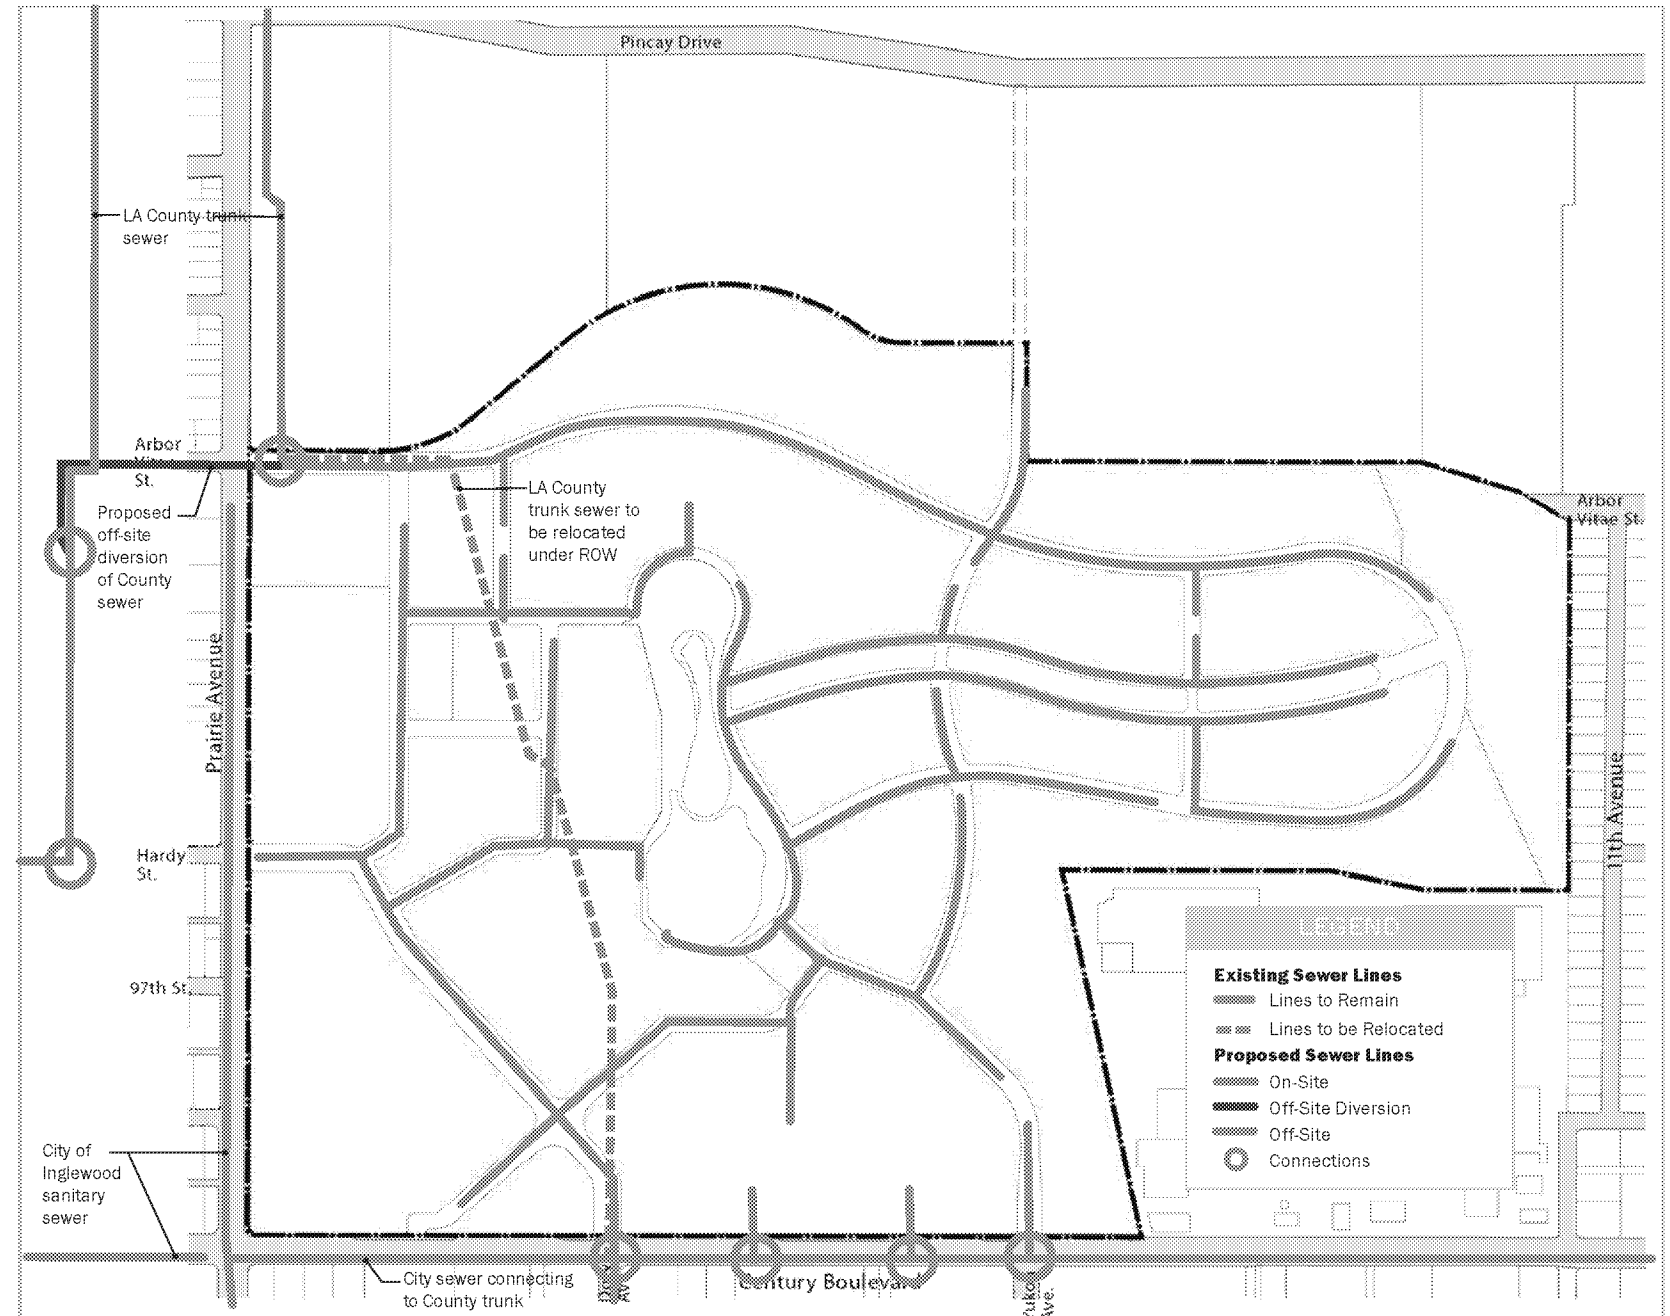 Pincay Drive
LA County trunk
sewer
Arbor
St.
Proposed
off-site
diversion
of County
sewer
LA County
trunk sewer to
be relocated
under ROW
Arbor
Vitae St.
Prairie Avenue
11th Avenue
Hardy
St.
97th St.
LEGEND
Existing Sewer Lines
Lines to Remain
Lines to be Relocated
Proposed Sewer Lines
On-Site
Off-Site Diversion
Off-Site
Connections
City of
Inglewood
sanitary
sewer
City sewer connecting
to County trunk
Century Boulevard
Ave.